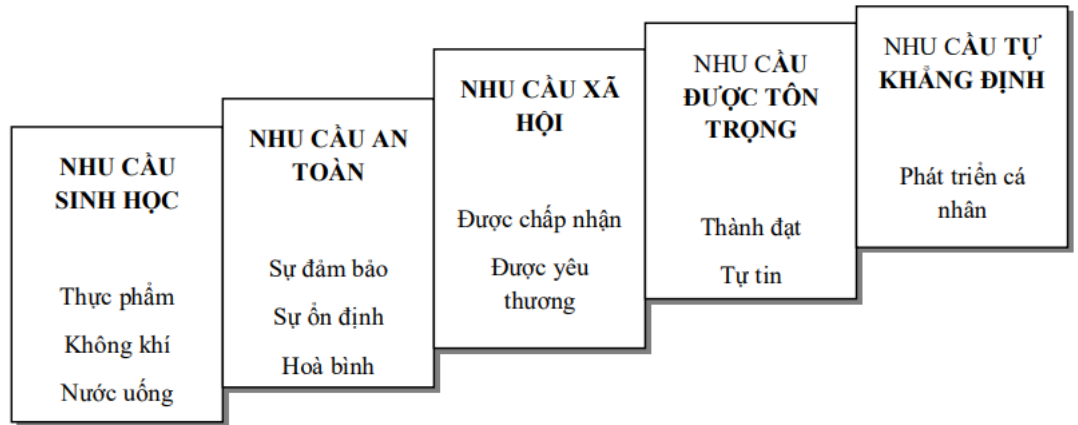 NHU CẦU
SINH HỌC
Thực phẩm
Không khí
Nước uống
NHU CẦU AN
TOÀN
Sự đảm bảo
Sự ổn định
Hoà bình
NHU CẦU XÃ
HỘI
Được chấp nhận
Được yêu
thương
NHU CẦU
ĐƯỢC TÔN
TRỌNG
Thành đạt
Tự tin
NHU CẦU TỰ
KHẲNG ĐỊNH
Phát triển cá
nhân